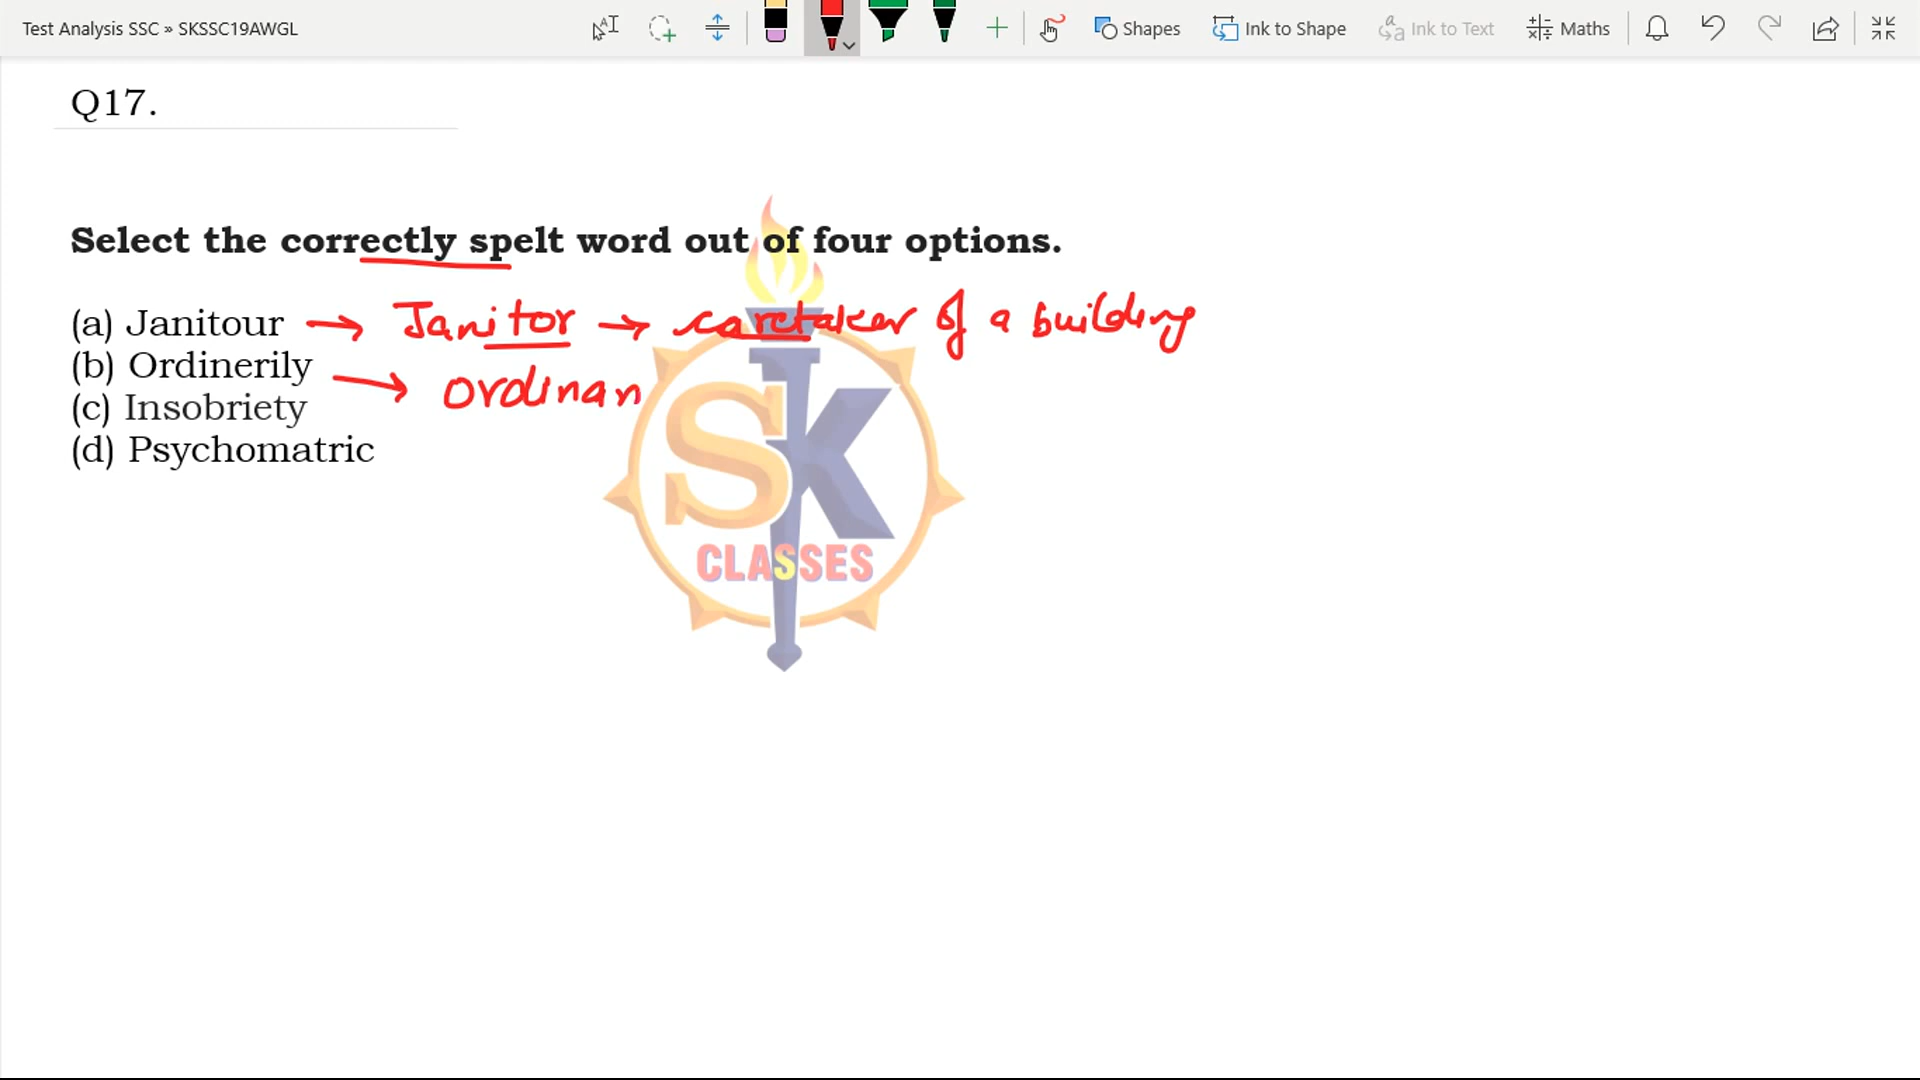 Test Analysis SSC » SKSSC19AWGL
Shapes Ink to Shape Ink to Text Maths
Q17.
Select the correctly spelt word out of four options.
(a) Janitour → Janitor → caretaker of a building
(b) Ordinerily → ordinan
(c) Insobriety
(d) Psychomatric
SK
CLASSES